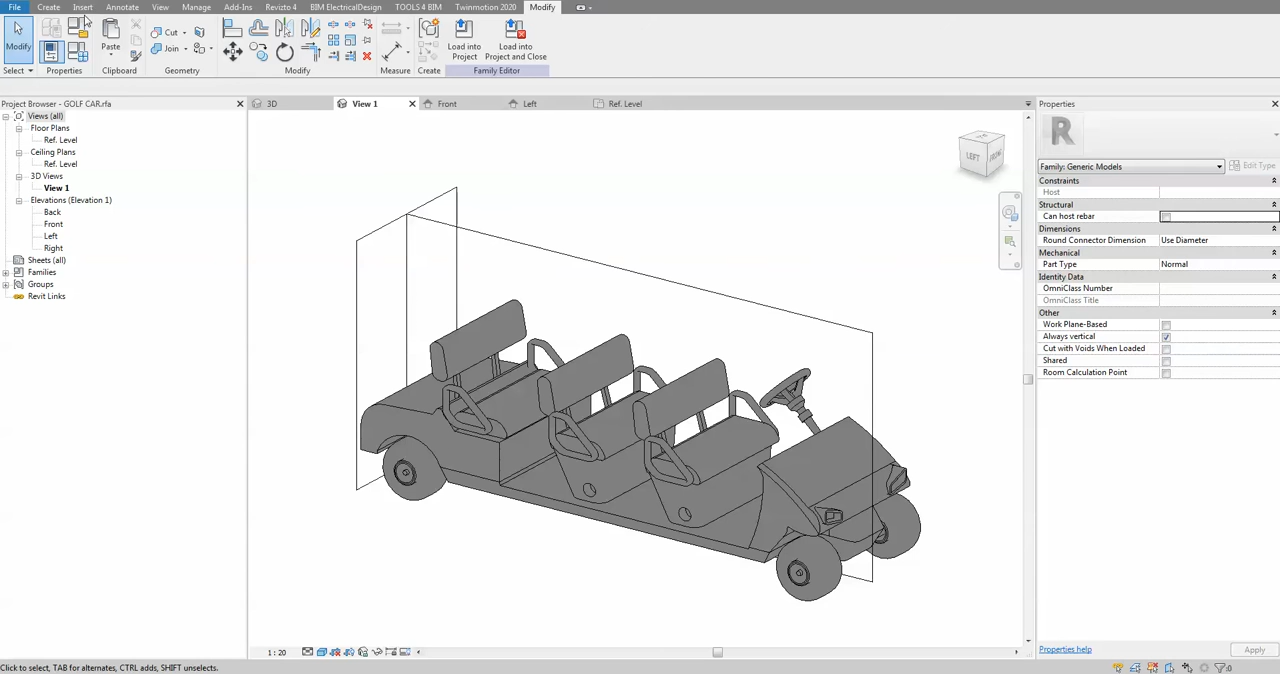 File Create Insert Annotate View Manage Add-Ins Revizto 4 BIM ElectricalDesign TOOLS 4 BIM Twinmotion 2020 Modify
Modify Paste Cut Join Load into Project Load into Project and Close
Select Properties Clipboard Geometry Modify Measure Create Family Editor
Project Browser - GOLF CAR.rfa
Views (all)
Floor Plans
Ref. Level
Ceiling Plans
Ref. Level
3D Views
View 1
Elevations (Elevation 1)
Back
Front
Left
Right
Sheets (all)
Families
Groups
Revit Links
3D View 1 Front Left Ref. Level
LEFT FRONT
1 : 20
Properties
R
Family: Generic Models Edit Type
Constraints
Host
Structural
Can host rebar
Dimensions
Round Connector Dimension Use Diameter
Mechanical
Part Type Normal
Identity Data
OmniClass Number
OmniClass Title
Other
Work Plane-Based
Always vertical
Cut with Voids When Loaded
Shared
Room Calculation Point
Properties help Apply
Click to select, TAB for alternates, CTRL adds, SHIFT unselects. :0